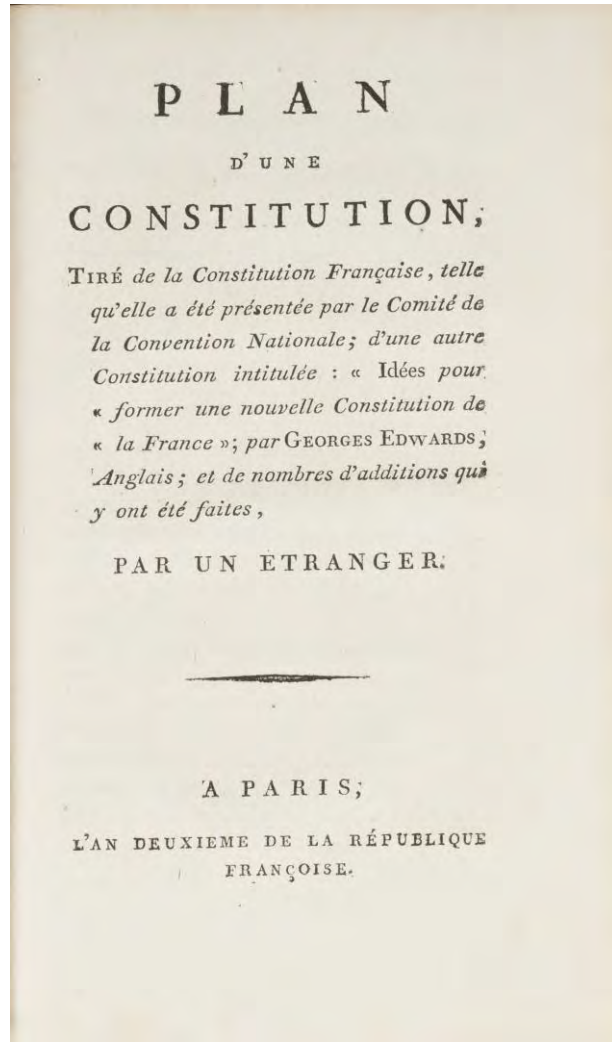 PLAN
D'UNE
CONSTITUTION,
TIRÉ de la Constitution Française, telle
qu'elle a été présentée par le Comité de
la Convention Nationale; d'une autre
Constitution intitulée : « Idées pour
« former une nouvelle Constitution de
« la France »; par GEORGES EDWARDS,
Anglais; et de nombres d'additions qui
y ont été faites,
PAR UN ETRANGER.
A PARIS,
L'AN DEUXIEME DE LA RÉPUBLIQUE
FRANÇOISE.